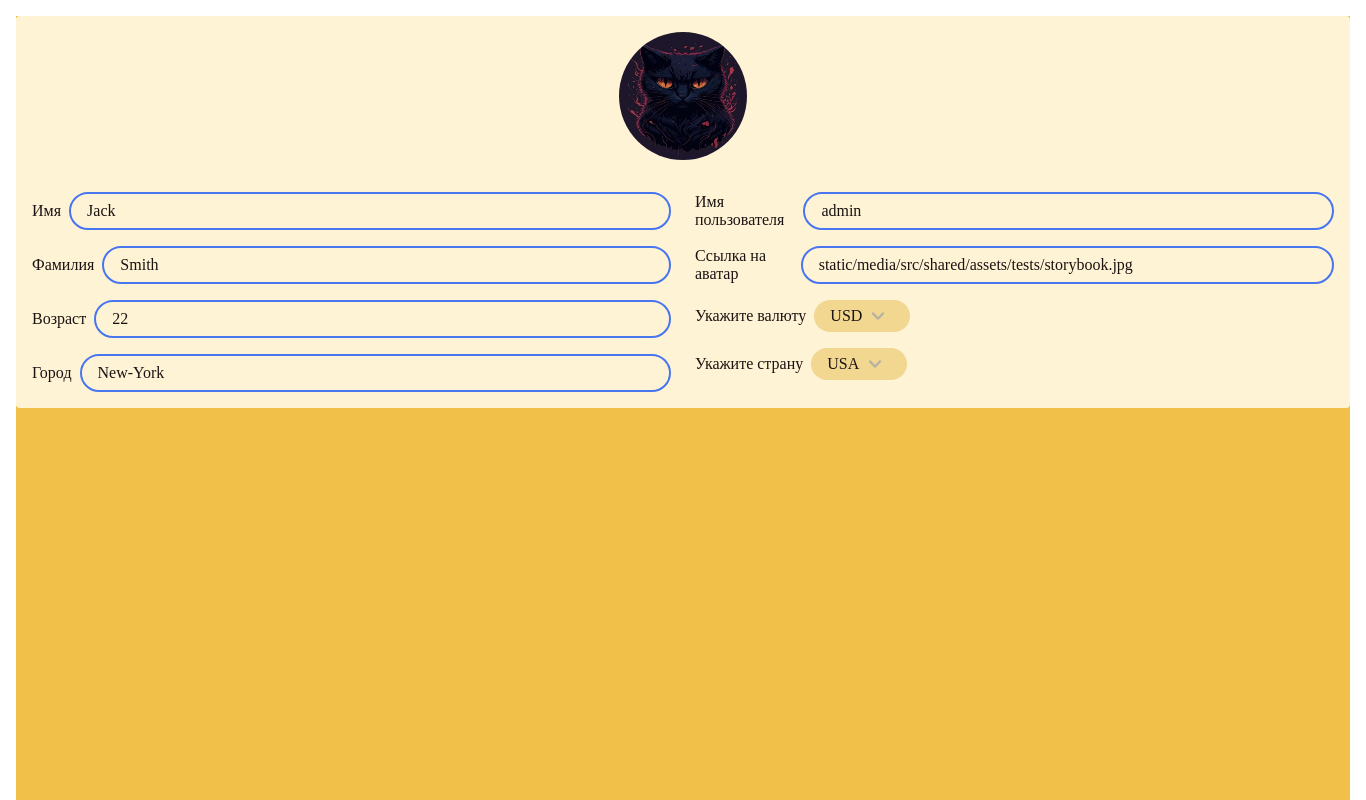 Имя
Jack
Фамилия
Smith
Возраст
22
Город
New-York
Имя
пользователя
admin
Ссылка на
аватар
static/media/src/shared/assets/tests/storybook.jpg
Укажите валюту
USD
Укажите страну
USA